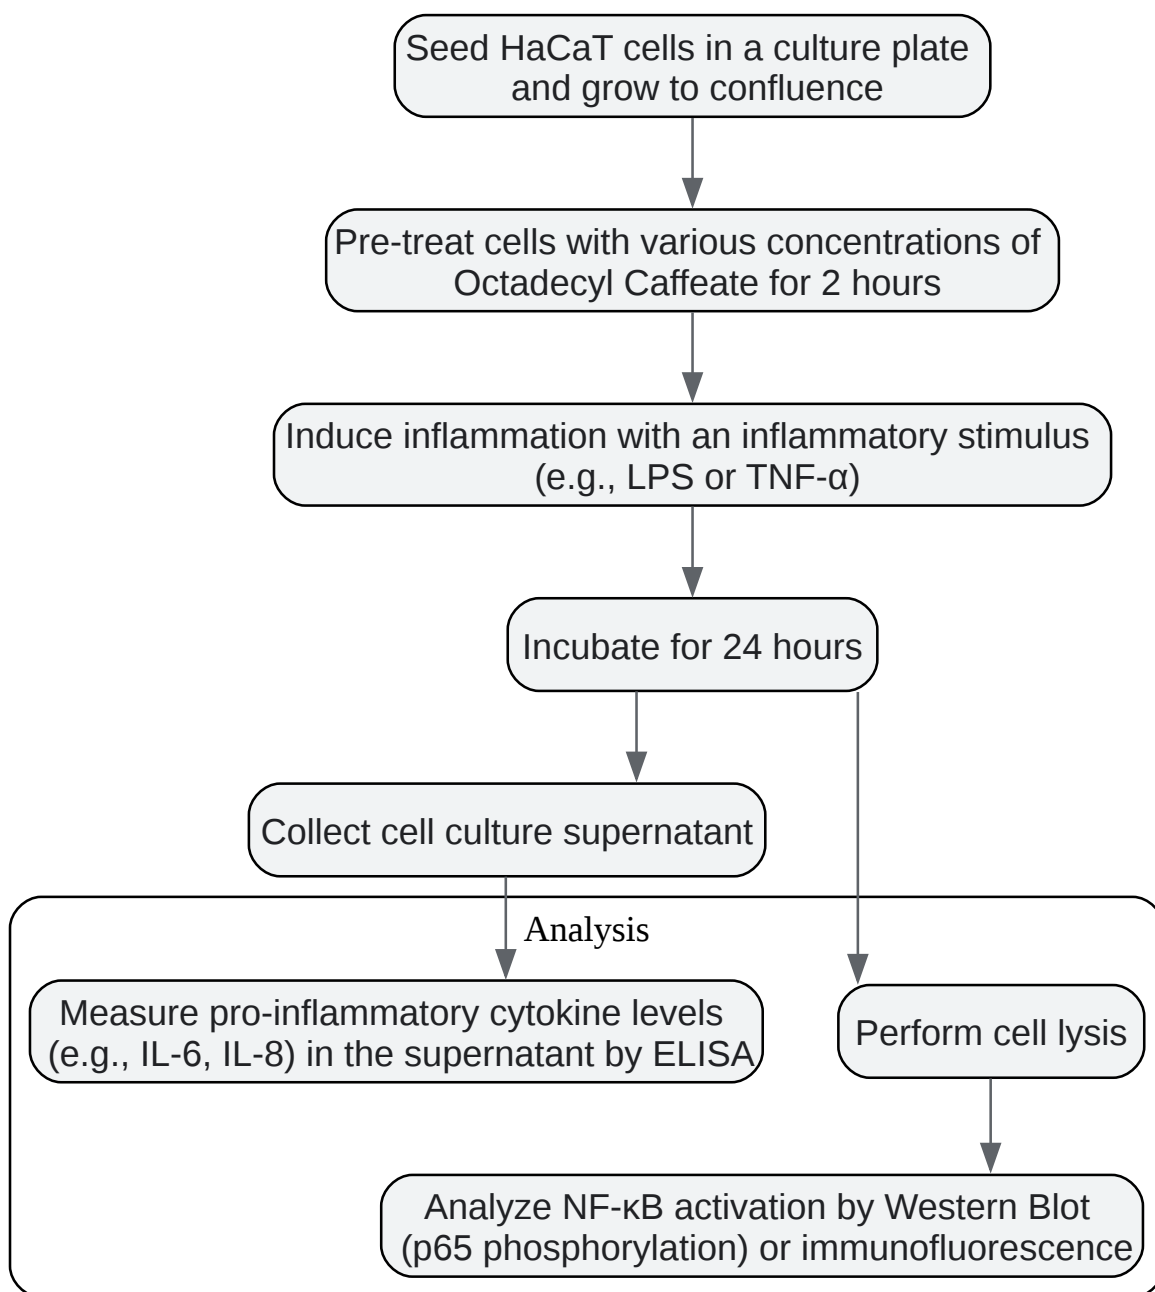 Seed HaCaT cells in a culture plate
and grow to confluence
Pre-treat cells with various concentrations of
Octadecyl Caffeate for 2 hours
Induce inflammation with an inflammatory stimulus
(e.g., LPS or TNF-α)
Incubate for 24 hours
Collect cell culture supernatant
Analysis
Measure pro-inflammatory cytokine levels
(e.g., IL-6, IL-8) in the supernatant by ELISA
Perform cell lysis
Analyze NF-κB activation by Western Blot
(p65 phosphorylation) or immunofluorescence